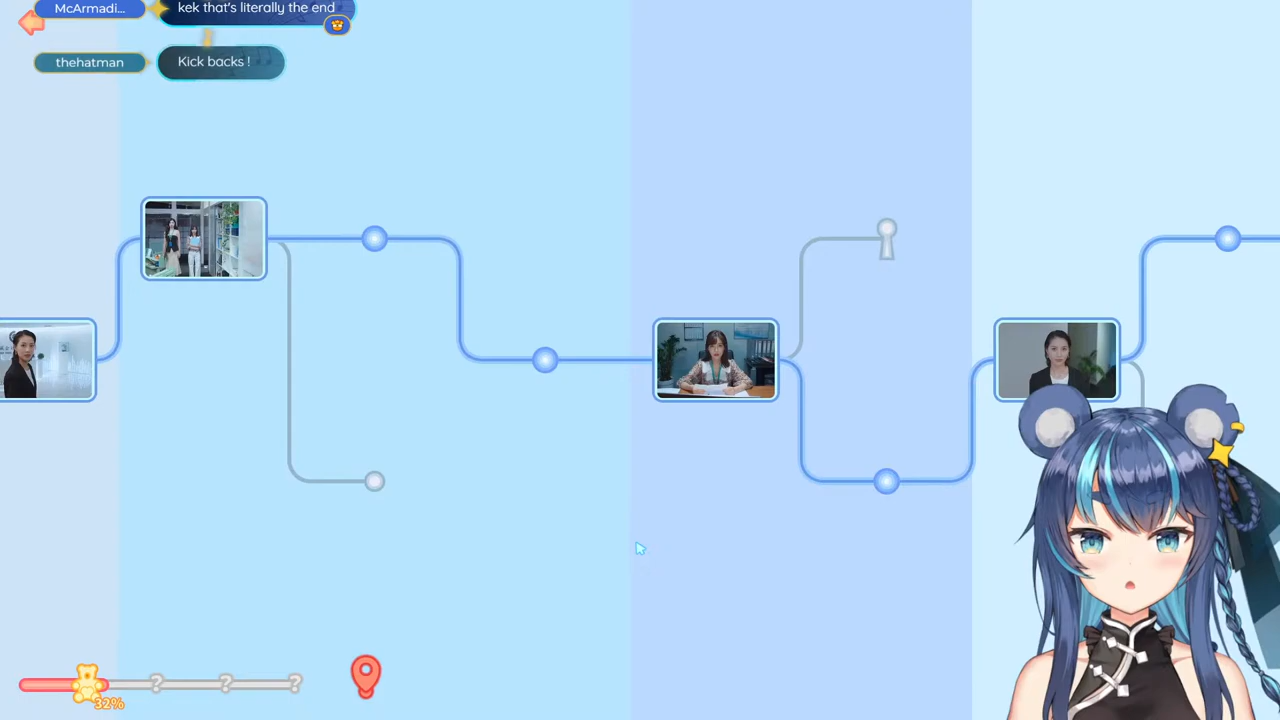 McArmadi...
kek that's literally the end
thehatman
Kick backs !
?
?
?
32%